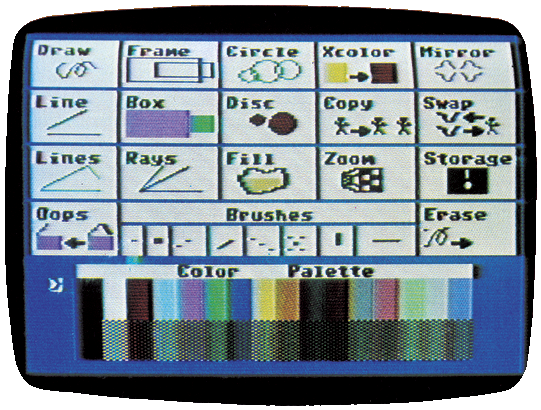 Draw Frame Circle Xcolor Mirror
Line Box Disc Copy Swap
Lines Rays Fill Zoom Storage
Oops Brushes Erase
Color Palette